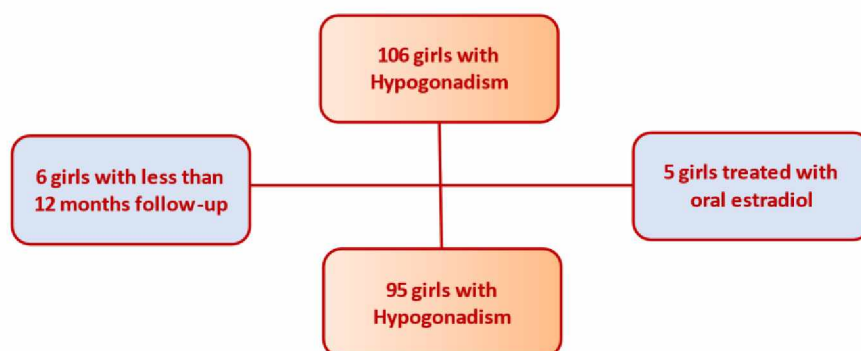 106 girls with
Hypogonadism
6 girls with less than
12 months follow-up
5 girls treated with
oral estradiol
95 girls with
Hypogonadism